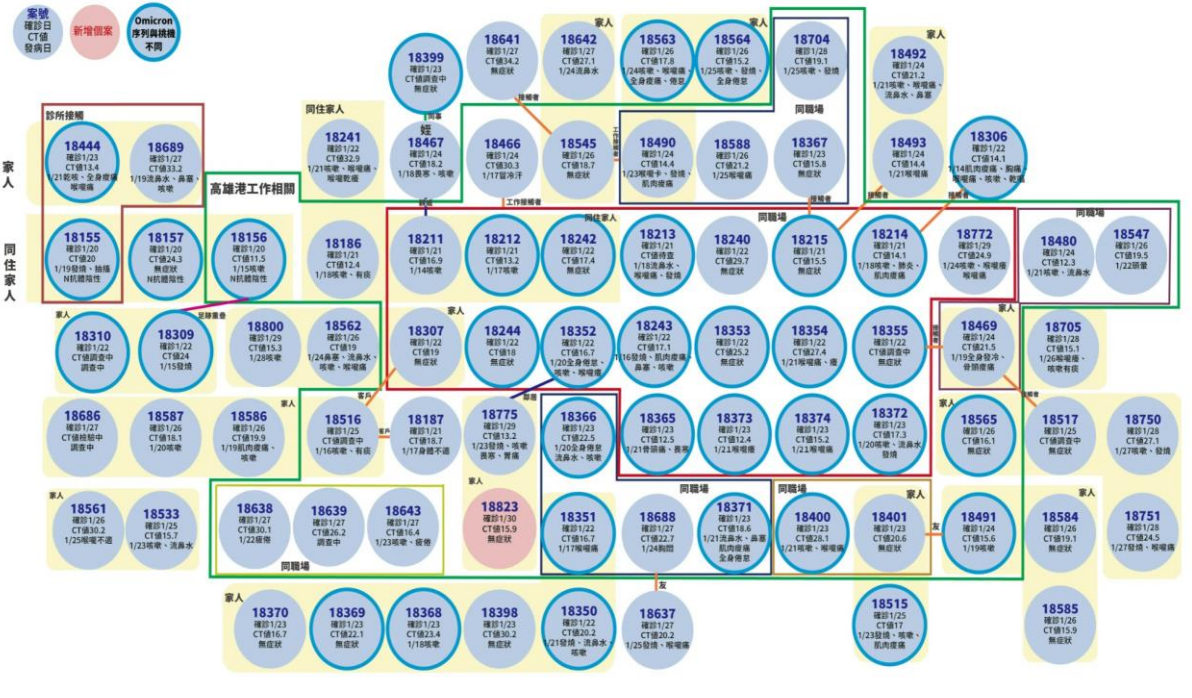 案號
確診日
CT值
發病日
新增個案
Omicron
序列與桃機
不同
18399
確診1/23
CT值調查中
無症狀
18641
確診1/27
CT值34.2
無症狀
家人
18642
確診1/27
CT值27.1
1/24流鼻水
18563
確診1/26
CT值17.8
1/24咳嗽、喉嚨痛、
全身痠痛、倦怠
家人
18564
確診1/26
CT值15.2
1/25咳嗽、發燒、
全身倦怠
18704
確診1/28
CT值19.1
1/25咳嗽、發燒
家人
18492
確診1/24
CT值21.2
1/21咳嗽、喉嚨痛、
流鼻水、鼻塞
診所接觸
家人
18444
確診1/23
CT值13.4
1/21乾咳、全身痠痛
喉嚨痛
18689
確診1/27
CT值33.2
1/19流鼻水、鼻塞、
咳嗽
高雄港工作相關
同住家人
18241
確診1/22
CT值32.9
1/21咳嗽、喉嚨痛、
喉嚨乾癢
同事
姪
18467
確診1/24
CT值18.2
1/18畏寒、咳嗽
18466
確診1/24
CT值30.3
1/17冒冷汗
接觸者
18545
確診1/26
CT值18.7
無症狀
工作接觸者
18490
確診1/24
CT值14.4
1/23喉嚨卡、發燒、
肌肉痠痛
18588
確診1/26
CT值21.2
1/25喉嚨痛
同職場
18367
確診1/23
CT值15.8
無症狀
18493
確診1/24
CT值14.4
1/21喉嚨痛
18306
確診1/22
CT值14.1
1/14肌肉痠痛、胸痛、
喉嚨痛、咳嗽、乾嘔
同住家人
18155
確診1/20
CT值20
1/19發燒、抽搐
N抗體陰性
18157
確診1/20
CT值24.3
無症狀
N抗體陰性
18156
確診1/20
CT值11.5
1/15咳嗽
N抗體陰性
18186
確診1/21
CT值12.4
1/18咳嗽、有痰
18211
確診1/21
CT值16.9
1/14咳嗽
工作接觸者
18212
確診1/21
CT值13.2
1/17咳嗽
同住家人
18242
確診1/22
CT值17.4
無症狀
18213
確診1/21
CT值待查
1/18流鼻水、
喉嚨痛、發燒
18240
確診1/22
CT值29.7
無症狀
同職場
接觸者
18215
確診1/21
CT值15.5
無症狀
接觸者
18214
確診1/21
CT值14.1
1/18咳嗽、肺炎、
肌肉痠痛
接觸者
18772
確診1/29
CT值24.9
1/24咳嗽、喉嚨癢
喉嚨痛
同職場
18480
確診1/24
CT值12.3
1/21咳嗽、流鼻水
18547
確診1/26
CT值19.5
1/22頭暈
家人
18310
確診1/22
CT值調查中
調查中
足跡重疊
18309
確診1/22
CT值24
1/15發燒
18800
確診1/29
CT值15.3
1/28咳嗽
18562
確診1/26
CT值19
1/24鼻塞、流鼻水、
咳嗽、喉嚨痛
家人
18307
確診1/22
CT值19
無症狀
18244
確診1/22
CT值18
無症狀
18352
確診1/22
CT值16.7
1/20全身倦怠、
咳嗽、喉嚨癢
18243
確診1/22
CT值17.1
1/16發燒、肌肉痠痛、
鼻塞、咳嗽
18353
確診1/22
CT值25.2
無症狀
18354
確診1/22
CT值27.4
1/21喉嚨痛、癢
18355
確診1/22
CT值調查中
無症狀
接觸者
家人
18469
確診1/24
CT值21.5
1/19全身發冷、
骨頭痠痛
18705
確診1/28
CT值15.1
1/26喉嚨癢、
咳嗽有痰
18686
確診1/27
CT值檢驗中
調查中
18587
確診1/26
CT值18.1
1/20咳嗽
家人
18586
確診1/26
CT值19.9
1/19肌肉痠痛、
咳嗽
客戶
18516
確診1/25
CT值調查中
1/16咳嗽、有痰
客戶
18187
確診1/21
CT值18.7
1/17身體不適
鄰居
18775
確診1/29
CT值13.2
1/23發燒、咳嗽
畏寒、胃痛
18366
確診1/23
CT值22.5
1/20全身倦怠
流鼻水、咳嗽
18365
確診1/23
CT值12.5
1/21骨頭痛、畏寒
18373
確診1/23
CT值12.4
1/21喉嚨癢
18374
確診1/23
CT值15.2
1/21喉嚨痛
18372
確診1/23
CT值17.3
1/20咳嗽、流鼻水
發燒
家人
18565
確診1/26
CT值16.1
無症狀
接觸者
18517
確診1/25
CT值調查中
無症狀
18750
確診1/28
CT值27.1
1/27咳嗽、發燒
家人
18561
確診1/26
CT值30.2
1/25喉嚨不適
18533
確診1/25
CT值15.7
1/23咳嗽、流鼻水
18638
確診1/27
CT值30.1
1/22疲倦
18639
確診1/27
CT值26.2
調查中
18643
確診1/27
CT值16.4
1/23咳嗽、疲倦
同職場
家人
18823
確診1/30
CT值15.9
無症狀
18351
確診1/22
CT值16.7
1/17喉嚨痛
18688
確診1/27
CT值22.7
1/24胸悶
同職場
18371
確診1/23
CT值18.6
1/21流鼻水、鼻塞
肌肉痠痛
全身倦怠
同職場
18400
確診1/23
CT值28.1
1/21咳嗽、喉嚨痛
家人
18401
確診1/23
CT值20.6
無症狀
友
18491
確診1/24
CT值15.6
1/19咳嗽
家人
18584
確診1/26
CT值19.1
無症狀
18751
確診1/28
CT值24.5
1/27發燒、喉嚨痛
家人
18370
確診1/23
CT值16.7
無症狀
18369
確診1/23
CT值22.1
無症狀
18368
確診1/23
CT值23.4
1/18咳嗽
18398
確診1/23
CT值30.2
無症狀
18350
確診1/22
CT值20.2
1/21發燒、流鼻水、
咳嗽
友
18637
確診1/27
CT值20.2
1/25發燒、喉嚨痛
18515
確診1/25
CT值17
1/23發燒、咳嗽、
肌肉痠痛
18585
確診1/26
CT值15.9
無症狀